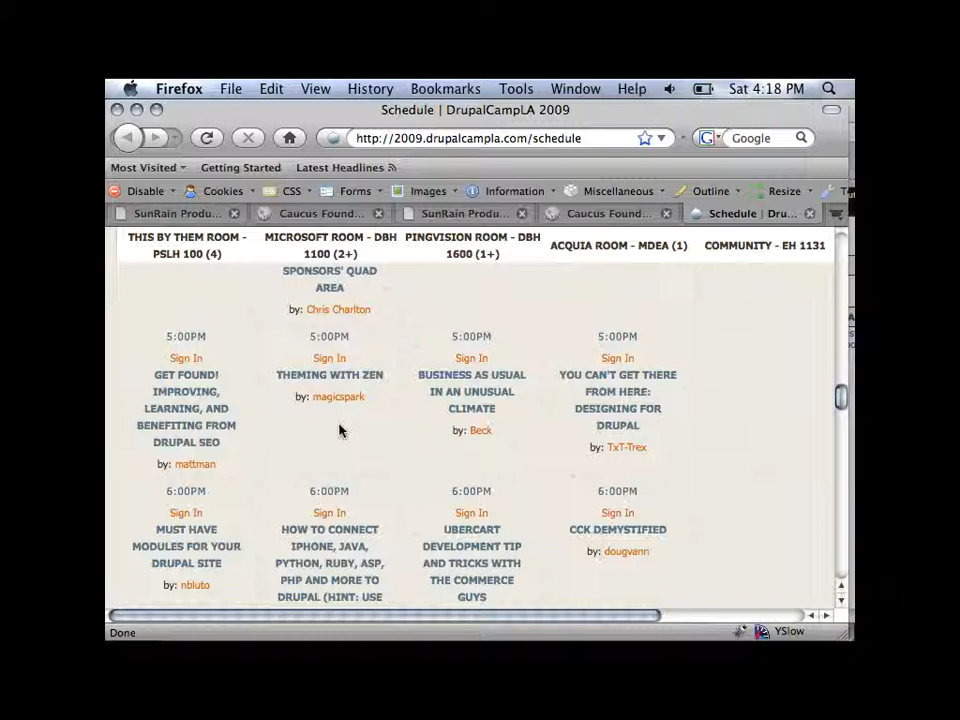 Firefox File Edit View History Bookmarks Tools Window Help Sat 4:18 PM
Schedule | DrupalCampLA 2009
http://2009.drupalcampla.com/schedule
G Google
Most Visited Getting Started Latest Headlines
Disable Cookies CSS Forms Images Information Miscellaneous Outline Resize
SunRain Produ... Caucus Found... SunRain Produ... Caucus Found... Schedule | Dru...
THIS BY THEM ROOM -
PSLH 100 (4)
MICROSOFT ROOM - DBH
1100 (2+)
PINGVISION ROOM - DBH
1600 (1+)
ACQUIA ROOM - MDEA (1)
COMMUNITY - EH 1131
SPONSORS' QUAD
AREA
by: Chris Charlton
5:00PM
Sign In
GET FOUND!
IMPROVING,
LEARNING, AND
BENEFITING FROM
DRUPAL SEO
by: mattman
5:00PM
Sign In
THEMING WITH ZEN
by: magicspark
5:00PM
Sign In
BUSINESS AS USUAL
IN AN UNUSUAL
CLIMATE
by: Beck
5:00PM
Sign In
YOU CAN'T GET THERE
FROM HERE:
DESIGNING FOR
DRUPAL
by: TxT-Trex
6:00PM
Sign In
MUST HAVE
MODULES FOR YOUR
DRUPAL SITE
by: nbluto
6:00PM
Sign In
HOW TO CONNECT
IPHONE, JAVA,
PYTHON, RUBY, ASP,
PHP AND MORE TO
DRUPAL (HINT: USE
6:00PM
Sign In
UBERCART
DEVELOPMENT TIP
AND TRICKS WITH
THE COMMERCE
GUYS
6:00PM
Sign In
CCK DEMYSTIFIED
by: dougvann
Done
YSlow